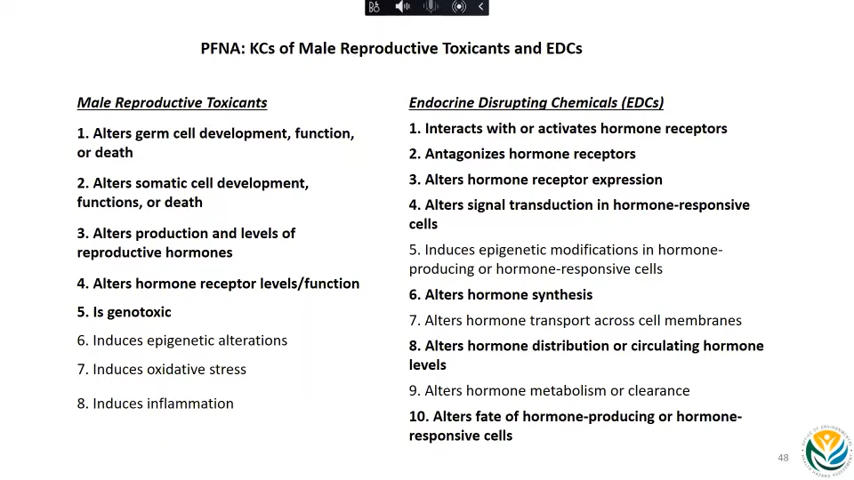 PFNA: KCs of Male Reproductive Toxicants and EDCs
Male Reproductive Toxicants
1. Alters germ cell development, function,
or death
2. Alters somatic cell development,
functions, or death
3. Alters production and levels of
reproductive hormones
4. Alters hormone receptor levels/function
5. Is genotoxic
6. Induces epigenetic alterations
7. Induces oxidative stress
8. Induces inflammation
Endocrine Disrupting Chemicals (EDCs)
1. Interacts with or activates hormone receptors
2. Antagonizes hormone receptors
3. Alters hormone receptor expression
4. Alters signal transduction in hormone-responsive
cells
5. Induces epigenetic modifications in hormone-
producing or hormone-responsive cells
6. Alters hormone synthesis
7. Alters hormone transport across cell membranes
8. Alters hormone distribution or circulating hormone
levels
9. Alters hormone metabolism or clearance
10. Alters fate of hormone-producing or hormone-
responsive cells
48